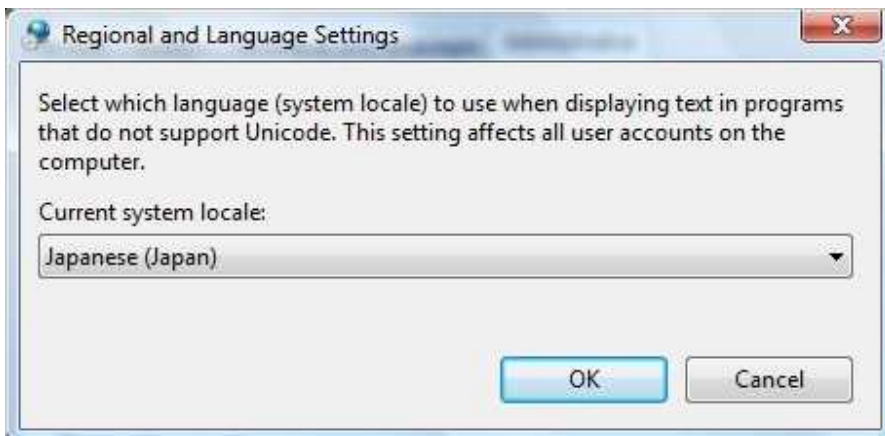 Regional and Language Settings
Select which language (system locale) to use when displaying text in programs
that do not support Unicode. This setting affects all user accounts on the
computer.
Current system locale:
Japanese (Japan)
OK Cancel